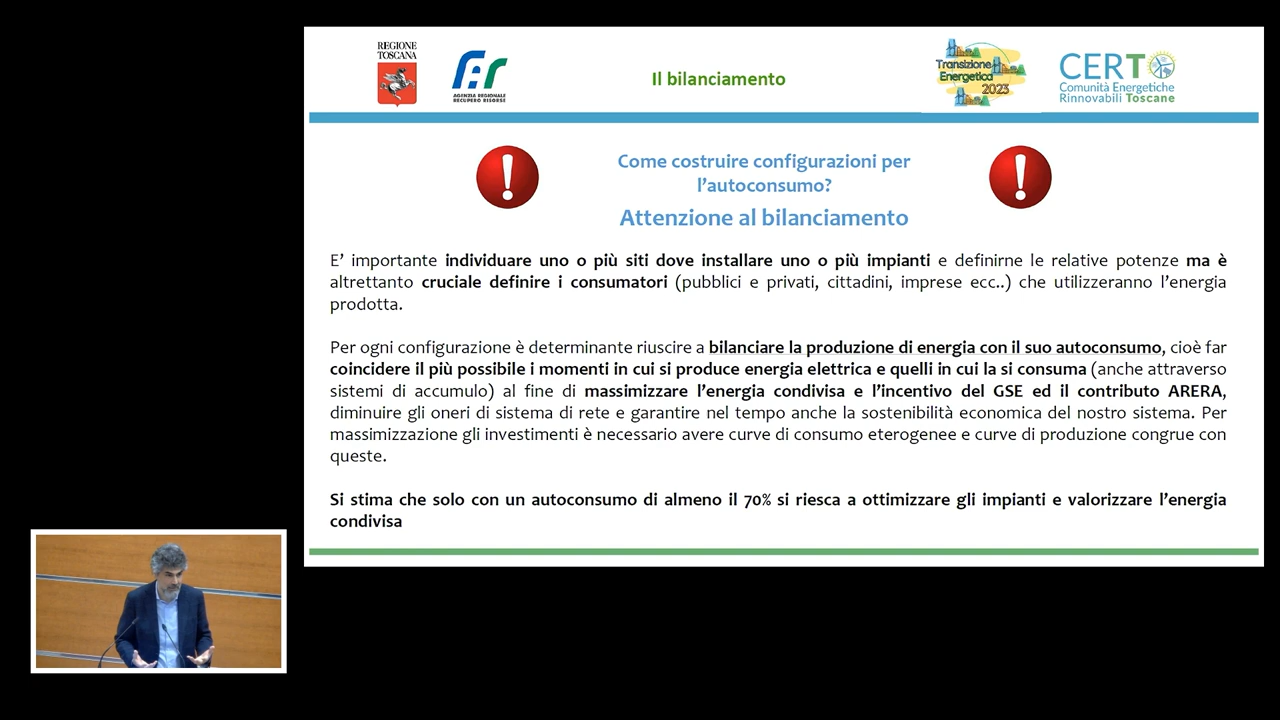 REGIONE
TOSCANA
AGENZIA REGIONALE
RECUPERO RISORSE
Il bilanciamento
Transizione
Energetica
2023
CERT
Comunità Energetiche
Rinnovabili Toscane
Come costruire configurazioni per
l’autoconsumo?
Attenzione al bilanciamento
E’ importante individuare uno o più siti dove installare uno o più impianti e definirne le relative potenze ma è
altrettanto cruciale definire i consumatori (pubblici e privati, cittadini, imprese ecc..) che utilizzeranno l’energia
prodotta.
Per ogni configurazione è determinante riuscire a bilanciare la produzione di energia con il suo autoconsumo, cioè far
coincidere il più possibile i momenti in cui si produce energia elettrica e quelli in cui la si consuma (anche attraverso
sistemi di accumulo) al fine di massimizzare l’energia condivisa e l’incentivo del GSE ed il contributo ARERA,
diminuire gli oneri di sistema di rete e garantire nel tempo anche la sostenibilità economica del nostro sistema. Per
massimizzazione gli investimenti è necessario avere curve di consumo eterogenee e curve di produzione congrue con
queste.
Si stima che solo con un autoconsumo di almeno il 70% si riesca a ottimizzare gli impianti e valorizzare l’energia
condivisa